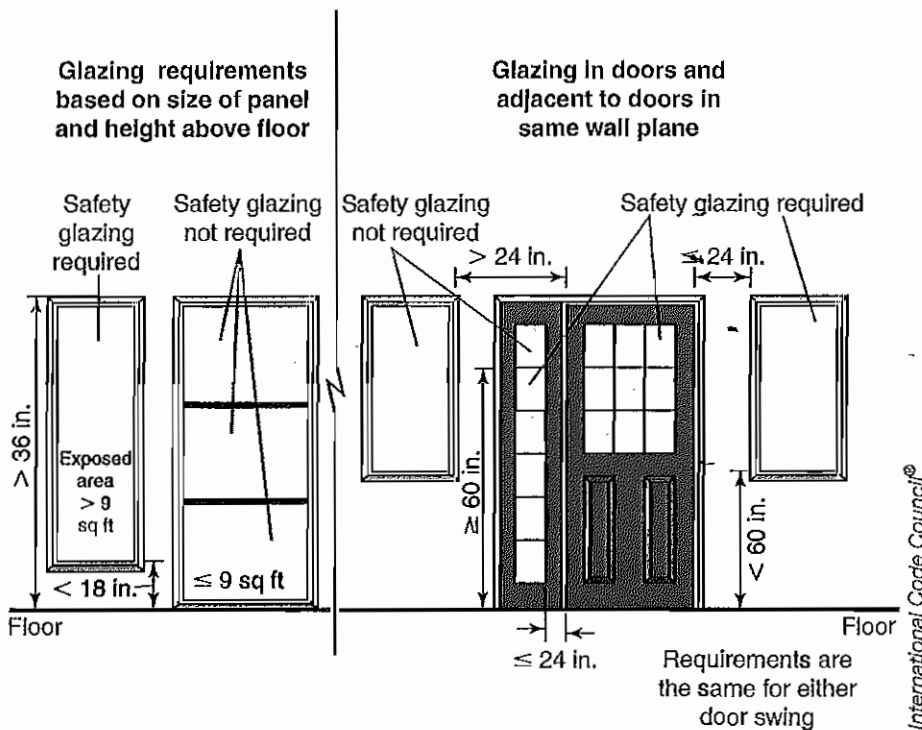 Glazing requirements
based on size of panel
and height above floor
Safety
glazing
required
Safety glazing
not required
> 36 in.
Exposed
area
> 9
sq ft
< 18 in.
≤ 9 sq ft
Floor
Glazing in doors and
adjacent to doors in
same wall plane
Safety glazing
not required
Safety glazing required
> 24 in.
≤ 24 in.
≥ 60 in.
< 60 in.
≤ 24 in.
Floor
Requirements are
the same for either
door swing
International Code Council®